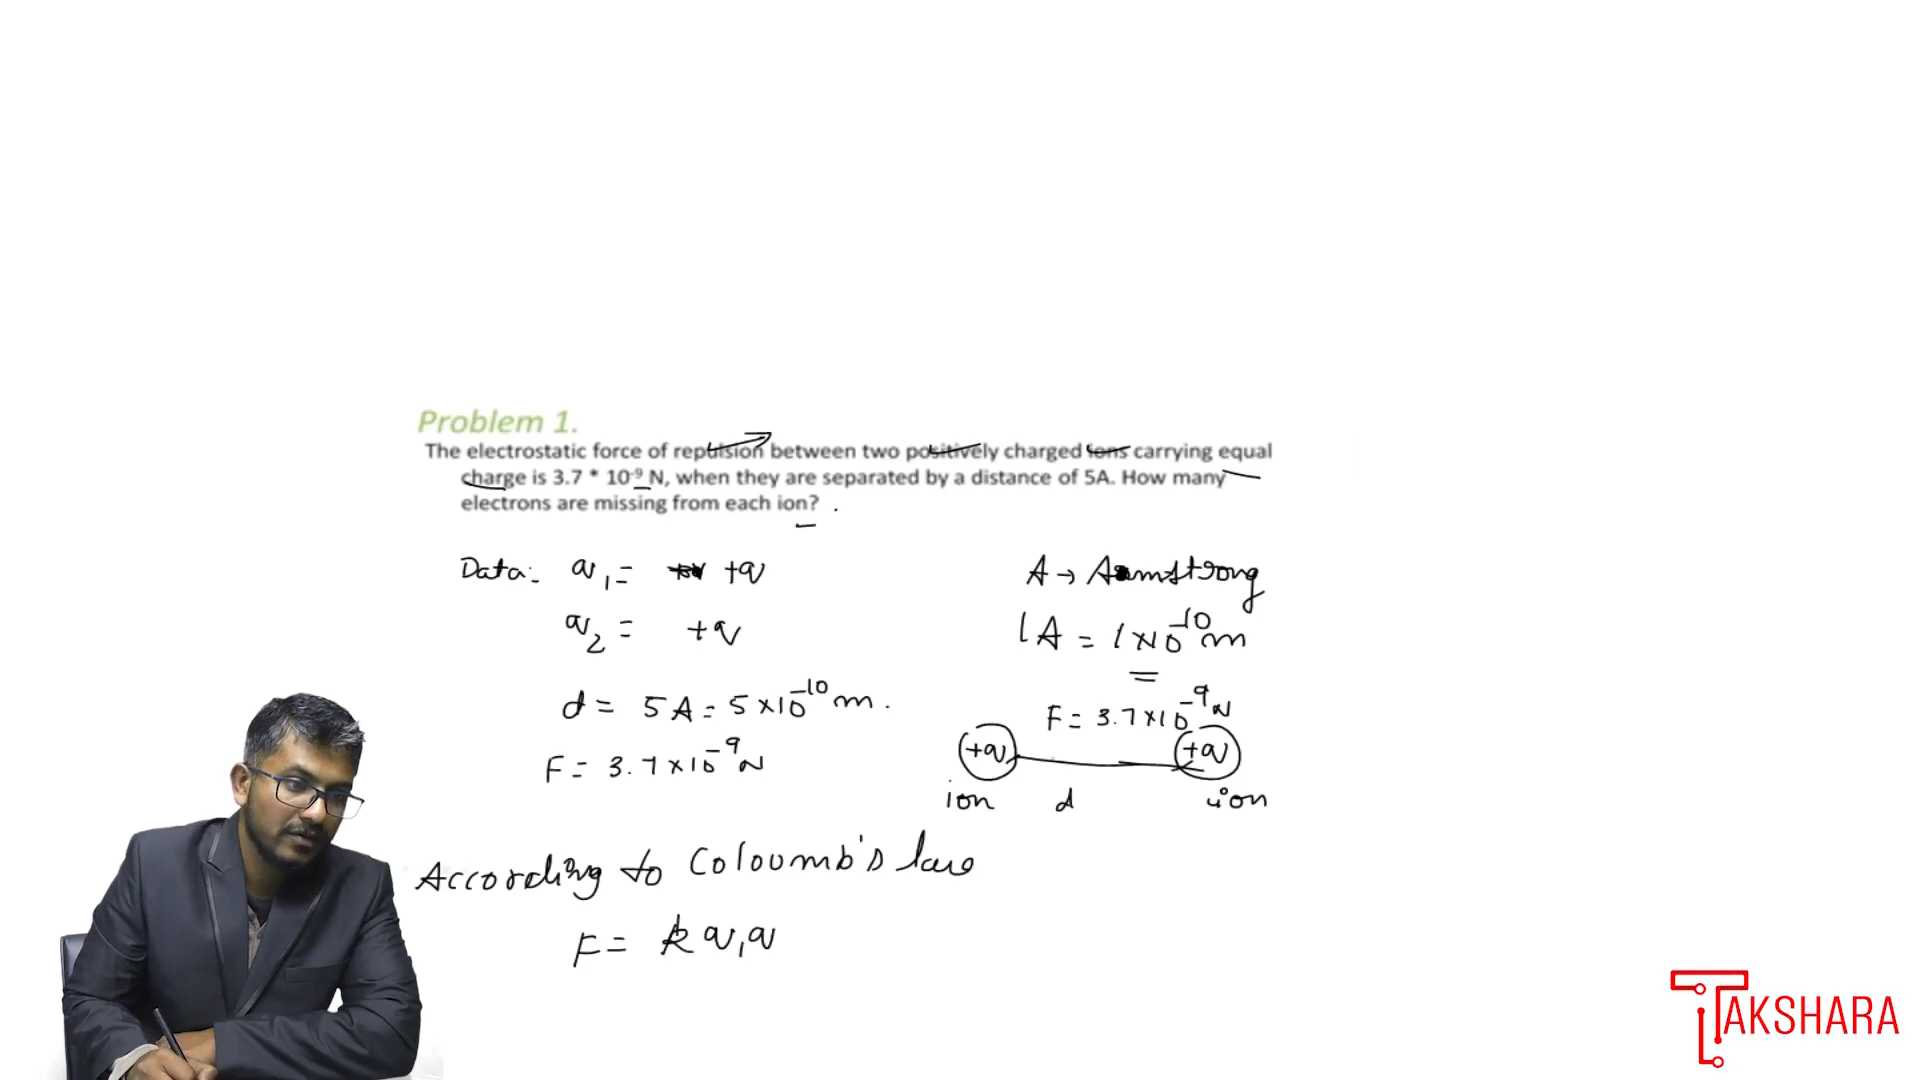 Problem 1.
The electrostatic force of repulsion between two positively charged ions carrying equal
charge is 3.7 * 10⁻⁹ N, when they are separated by a distance of 5A. How many
electrons are missing from each ion?
Data:- q₁ = +q
q₂ = +q
d = 5A = 5×10⁻¹⁰ m.
F = 3.7×10⁻⁹ N
A → Armstrong
1A = 1×10⁻¹⁰ m
F = 3.7×10⁻⁹ N
+q +q
ion d ion
According to Coloumb's law
F = k q₁q
TAKSHARA